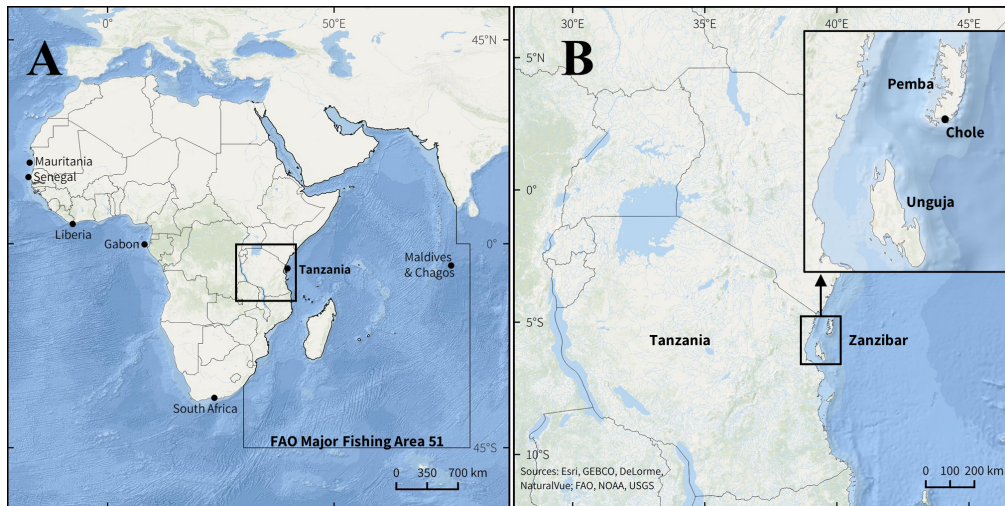 0°
50°E
45°N
A
Mauritania
Senegal
Liberia
Gabon
0°
Tanzania
Maldives
& Chagos
South Africa
FAO Major Fishing Area 51
45°S
0 350 700 km
30°E
35°E
40°E
45°E
5°N
B
Pemba
Chole
Unguja
0°
5°S
Tanzania
Zanzibar
10°S
Sources: Esri, GEBCO, DeLorme,
NaturalVue; FAO, NOAA, USGS
0 100 200 km